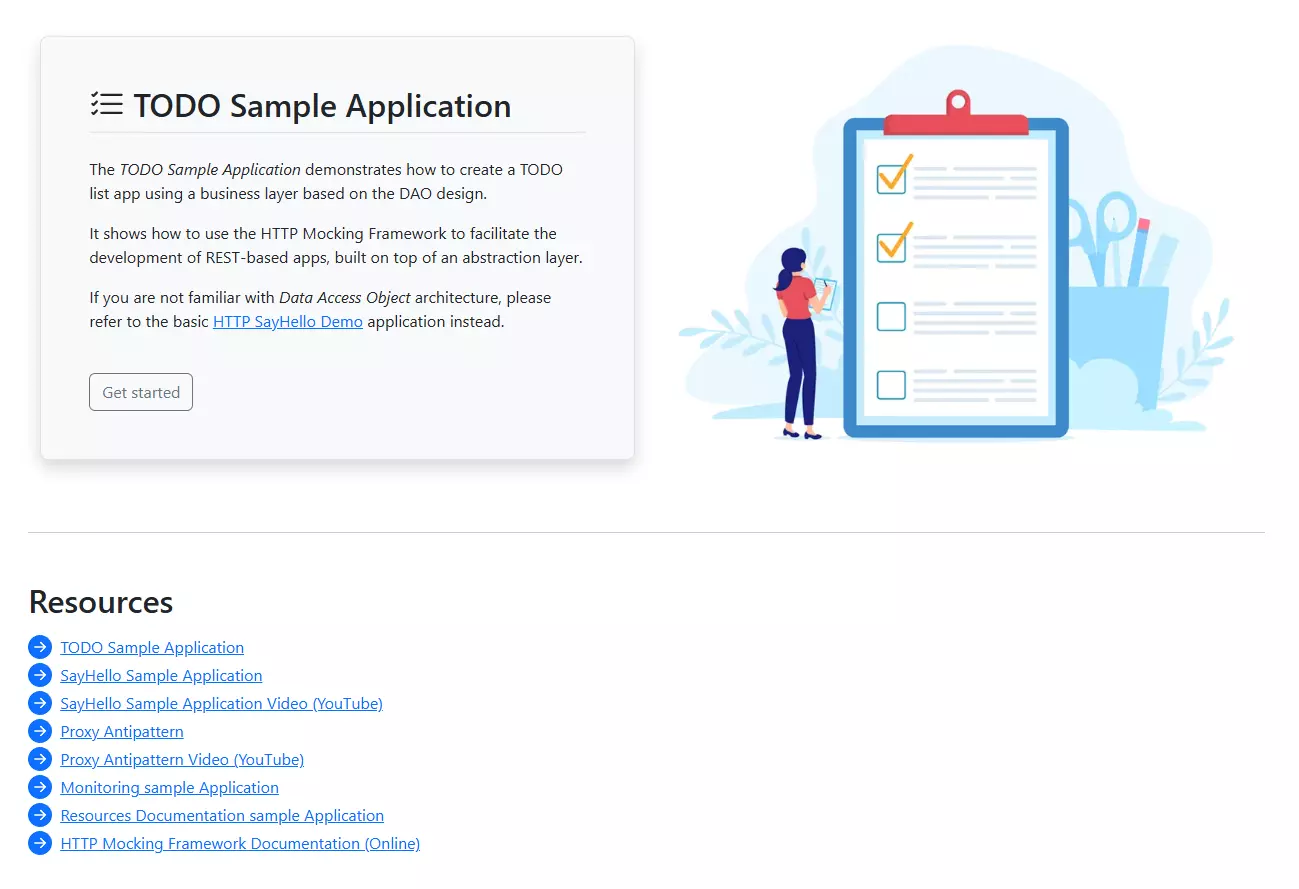 TODO Sample Application
The TODO Sample Application demonstrates how to create a TODO
list app using a business layer based on the DAO design.
It shows how to use the HTTP Mocking Framework to facilitate the
development of REST-based apps, built on top of an abstraction layer.
If you are not familiar with Data Access Object architecture, please
refer to the basic HTTP SayHello Demo application instead.
Get started
Resources
TODO Sample Application
SayHello Sample Application
SayHello Sample Application Video (YouTube)
Proxy Antipattern
Proxy Antipattern Video (YouTube)
Monitoring sample Application
Resources Documentation sample Application
HTTP Mocking Framework Documentation (Online)